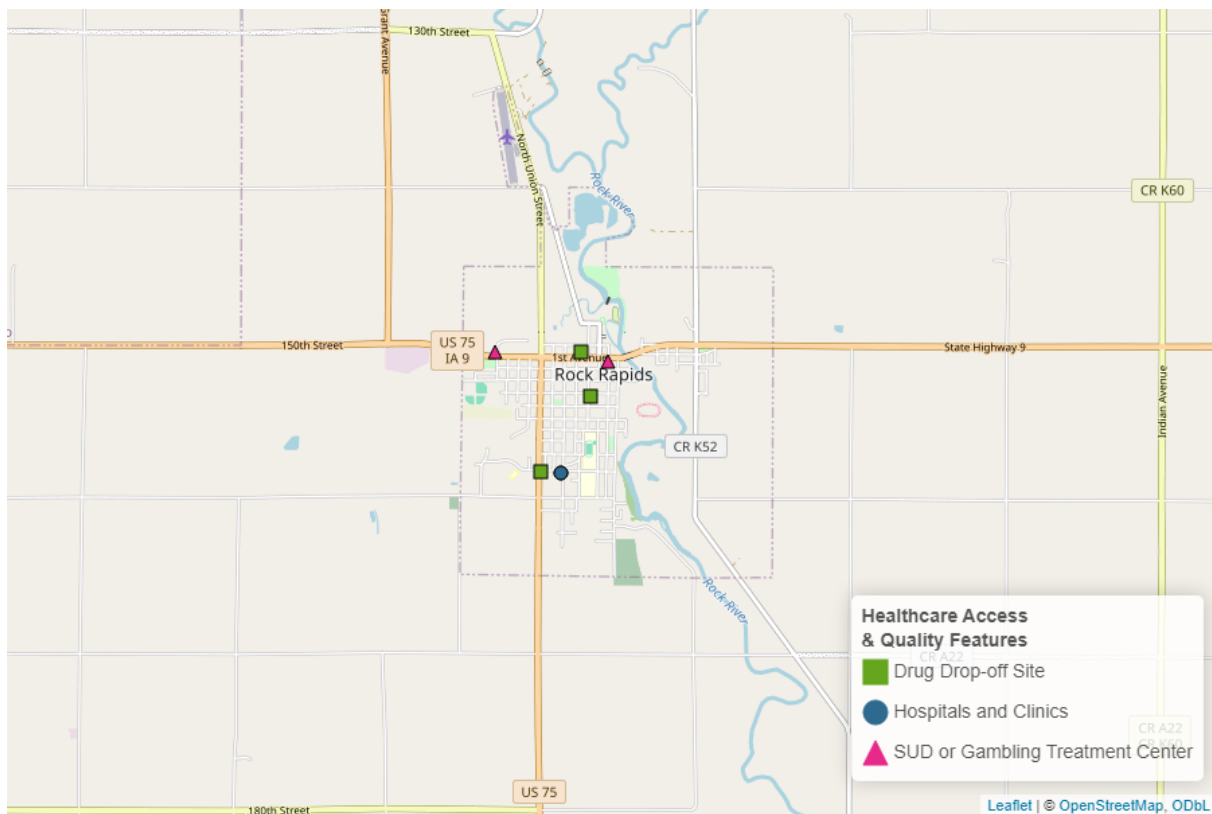 Grant Avenue
130th Street
North Union Street
Rock River
CR K60
150th Street
US 75
IA 9
1st Avenue
State Highway 9
Rock Rapids
Indian Avenue
CR K52
Rock River
Healthcare Access
& Quality Features
CR A22
Drug Drop-off Site
Hospitals and Clinics
CR A22
CR K60
SUD or Gambling Treatment Center
US 75
180th Street
Leaflet | © OpenStreetMap, ODbL